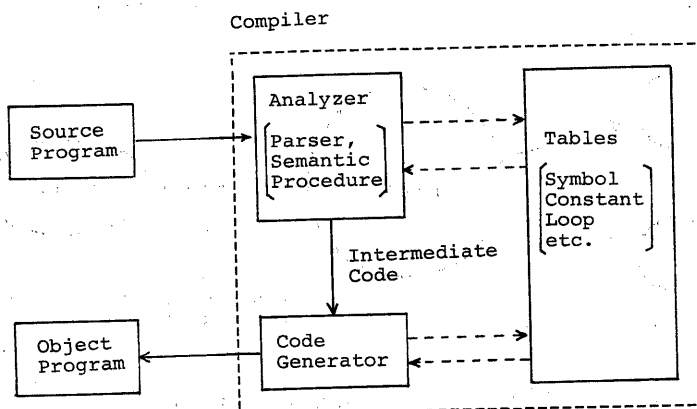 Compiler
Source
Program
Analyzer
Parser,
Semantic
Procedure
Tables
Symbol
Constant
Loop
etc.
Intermediate
Code
Object
Program
Code
Generator